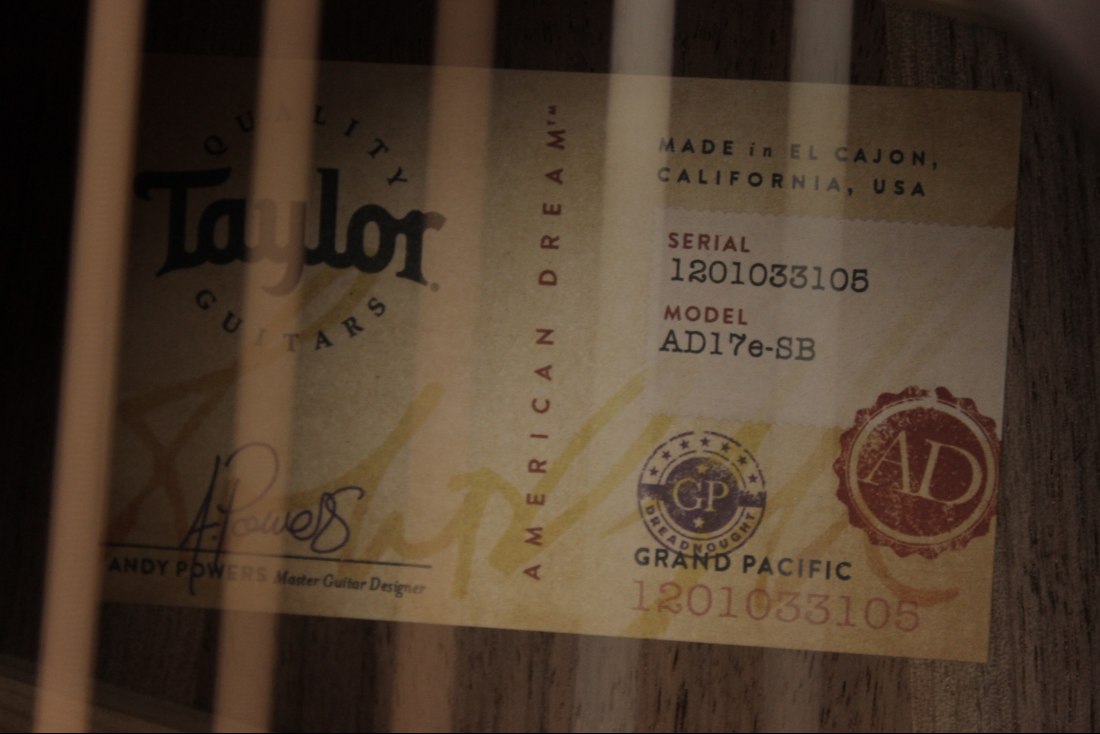 QUALITY
Taylor
GUITARS
A. Powers
ANDY POWERS Master Guitar Designer
AMERICAN DREAM™
MADE in EL CAJON,
CALIFORNIA, USA
SERIAL
1201033105
MODEL
AD17e-SB
GP
DREADNOUGHT
AD
GRAND PACIFIC
1201033105